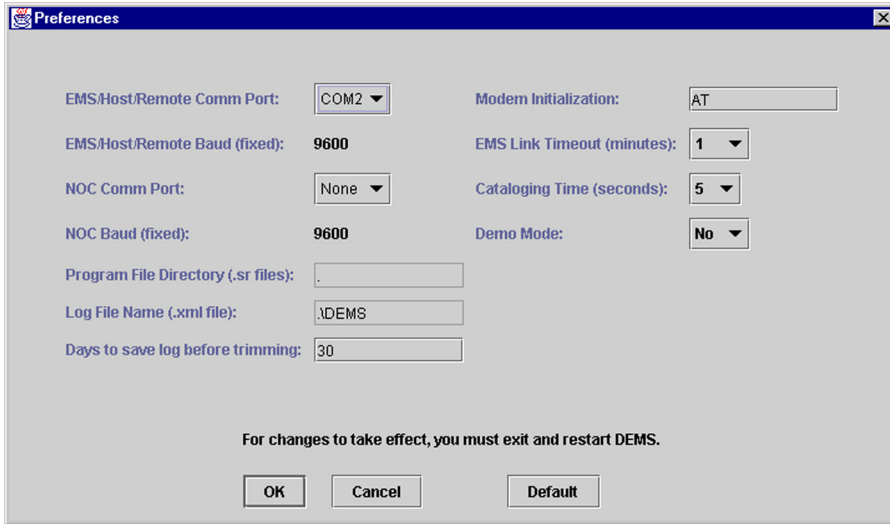 Preferences
EMS/Host/Remote Comm Port: COM2 Modem Initialization: AT
EMS/Host/Remote Baud (fixed): 9600 EMS Link Timeout (minutes): 1
NOC Comm Port: None Cataloging Time (seconds): 5
NOC Baud (fixed): 9600 Demo Mode: No
Program File Directory (.sr files): .
Log File Name (.xml file): .\DEMS
Days to save log before trimming: 30
For changes to take effect, you must exit and restart DEMS.
OK Cancel Default